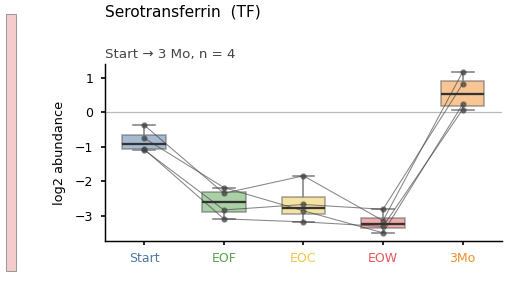 Serotransferrin (TF)
Start → 3 Mo, n = 4
log2 abundance
1
0
−1
−2
−3
Start EOF EOC EOW 3Mo